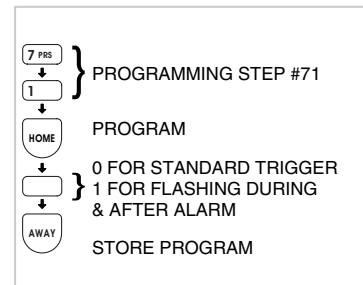 7 PRS
PROGRAMMING STEP #71
1
HOME
PROGRAM
0 FOR STANDARD TRIGGER
1 FOR FLASHING DURING
& AFTER ALARM
AWAY
STORE PROGRAM